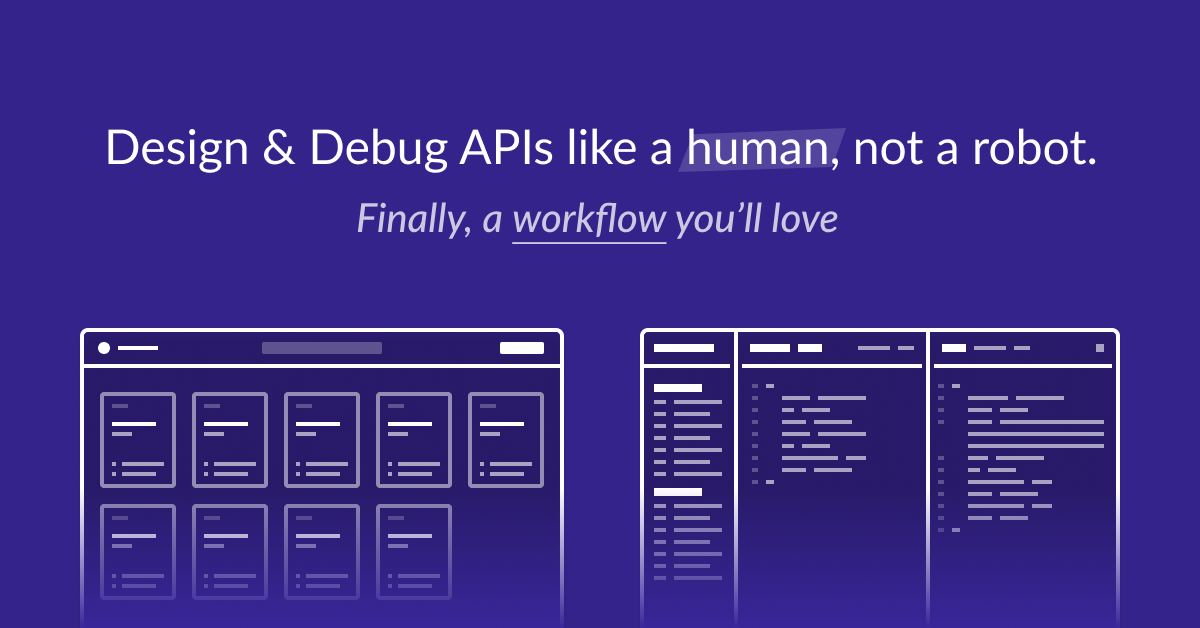 Design & Debug APIs like a human, not a robot.
Finally, a workflow you’ll love